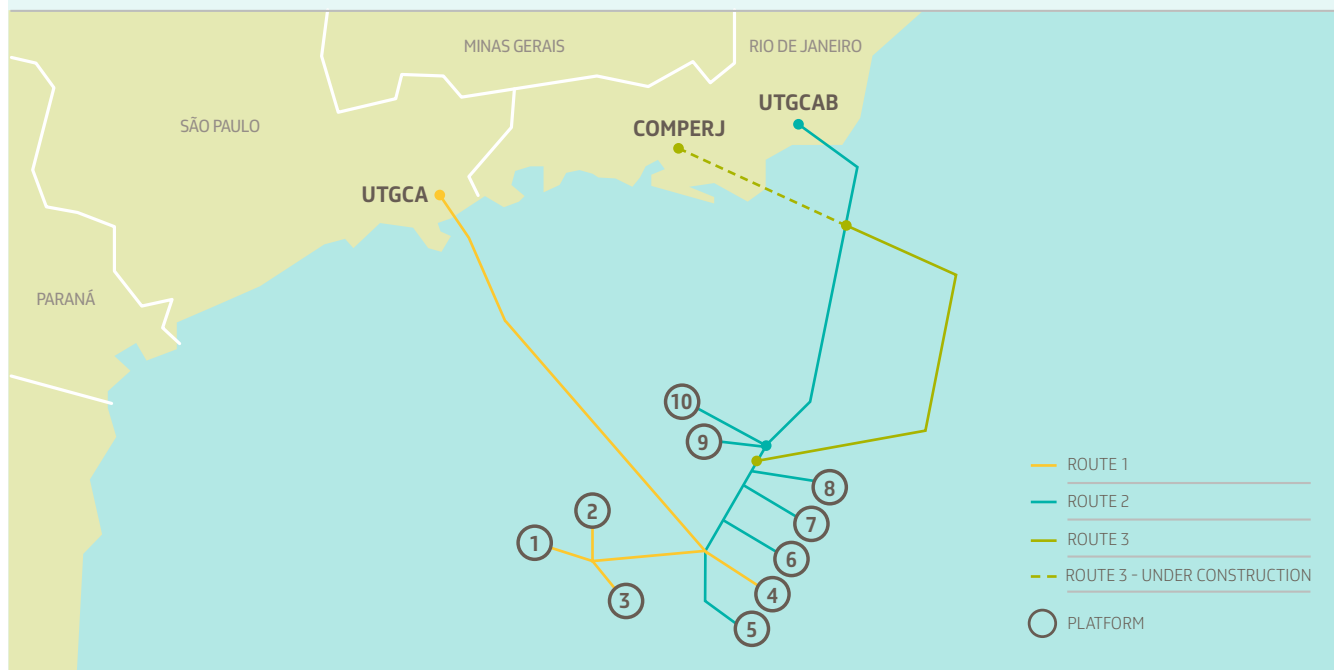 MINAS GERAIS
RIO DE JANEIRO
UTGCAB
SÃO PAULO
COMPERJ
UTGCA
PARANÁ
10
9
8
7
6
2
1
3
4
5
ROUTE 1
ROUTE 2
ROUTE 3
ROUTE 3 - UNDER CONSTRUCTION
PLATFORM